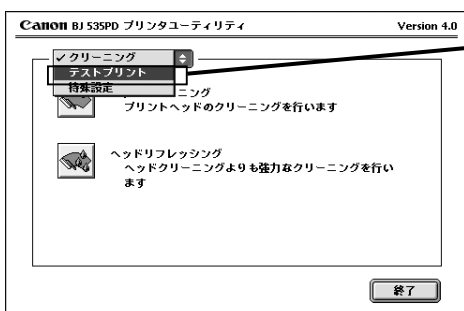 Canon BJ 535PD プリンタユーティリティ Version 4.0
✓クリーニング
テストプリント
特殊設定
ニング
プリントヘッドのクリーニングを行います
ヘッドリフレッシング
ヘッドクリーニングよりも強力なクリーニングを行い
ます
終了